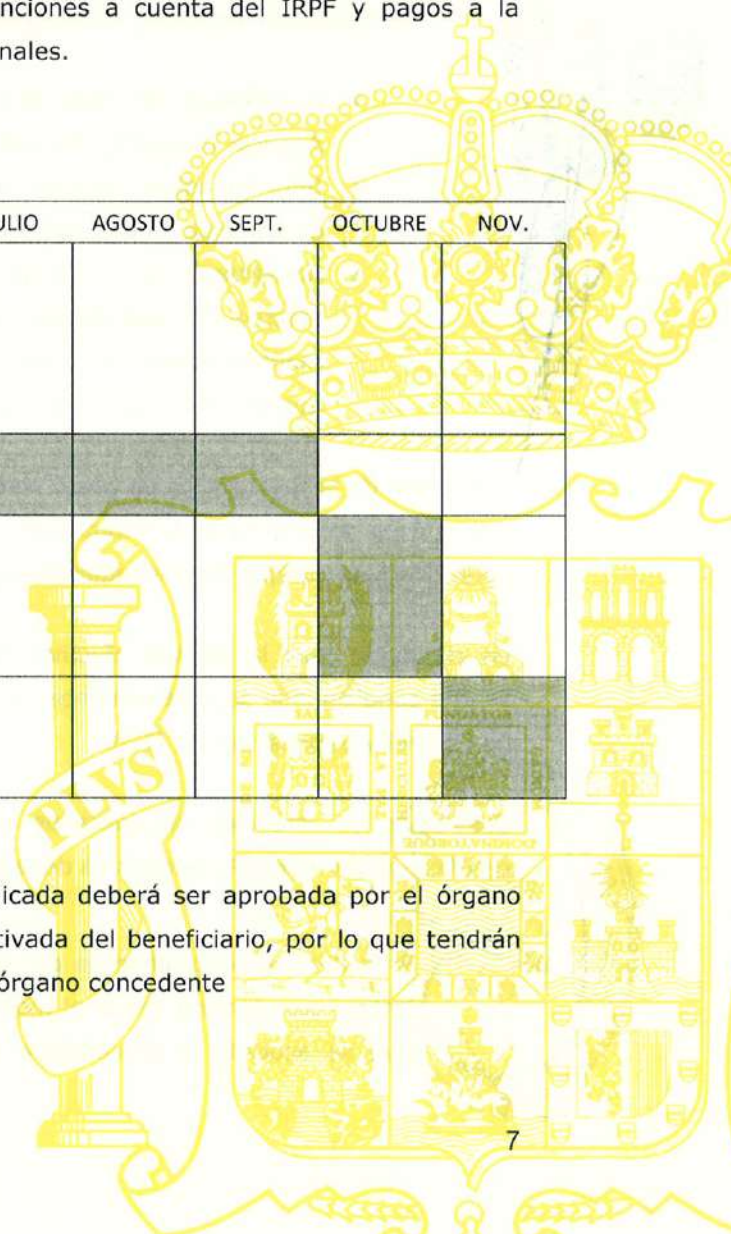 nciones a cuenta del IRPF y pagos a la
nales.
ULIO AGOSTO SEPT. OCTUBRE NOV.
PLVS
icada deberá ser aprobada por el órgano
tivada del beneficiario, por lo que tendrán
órgano concedente
7